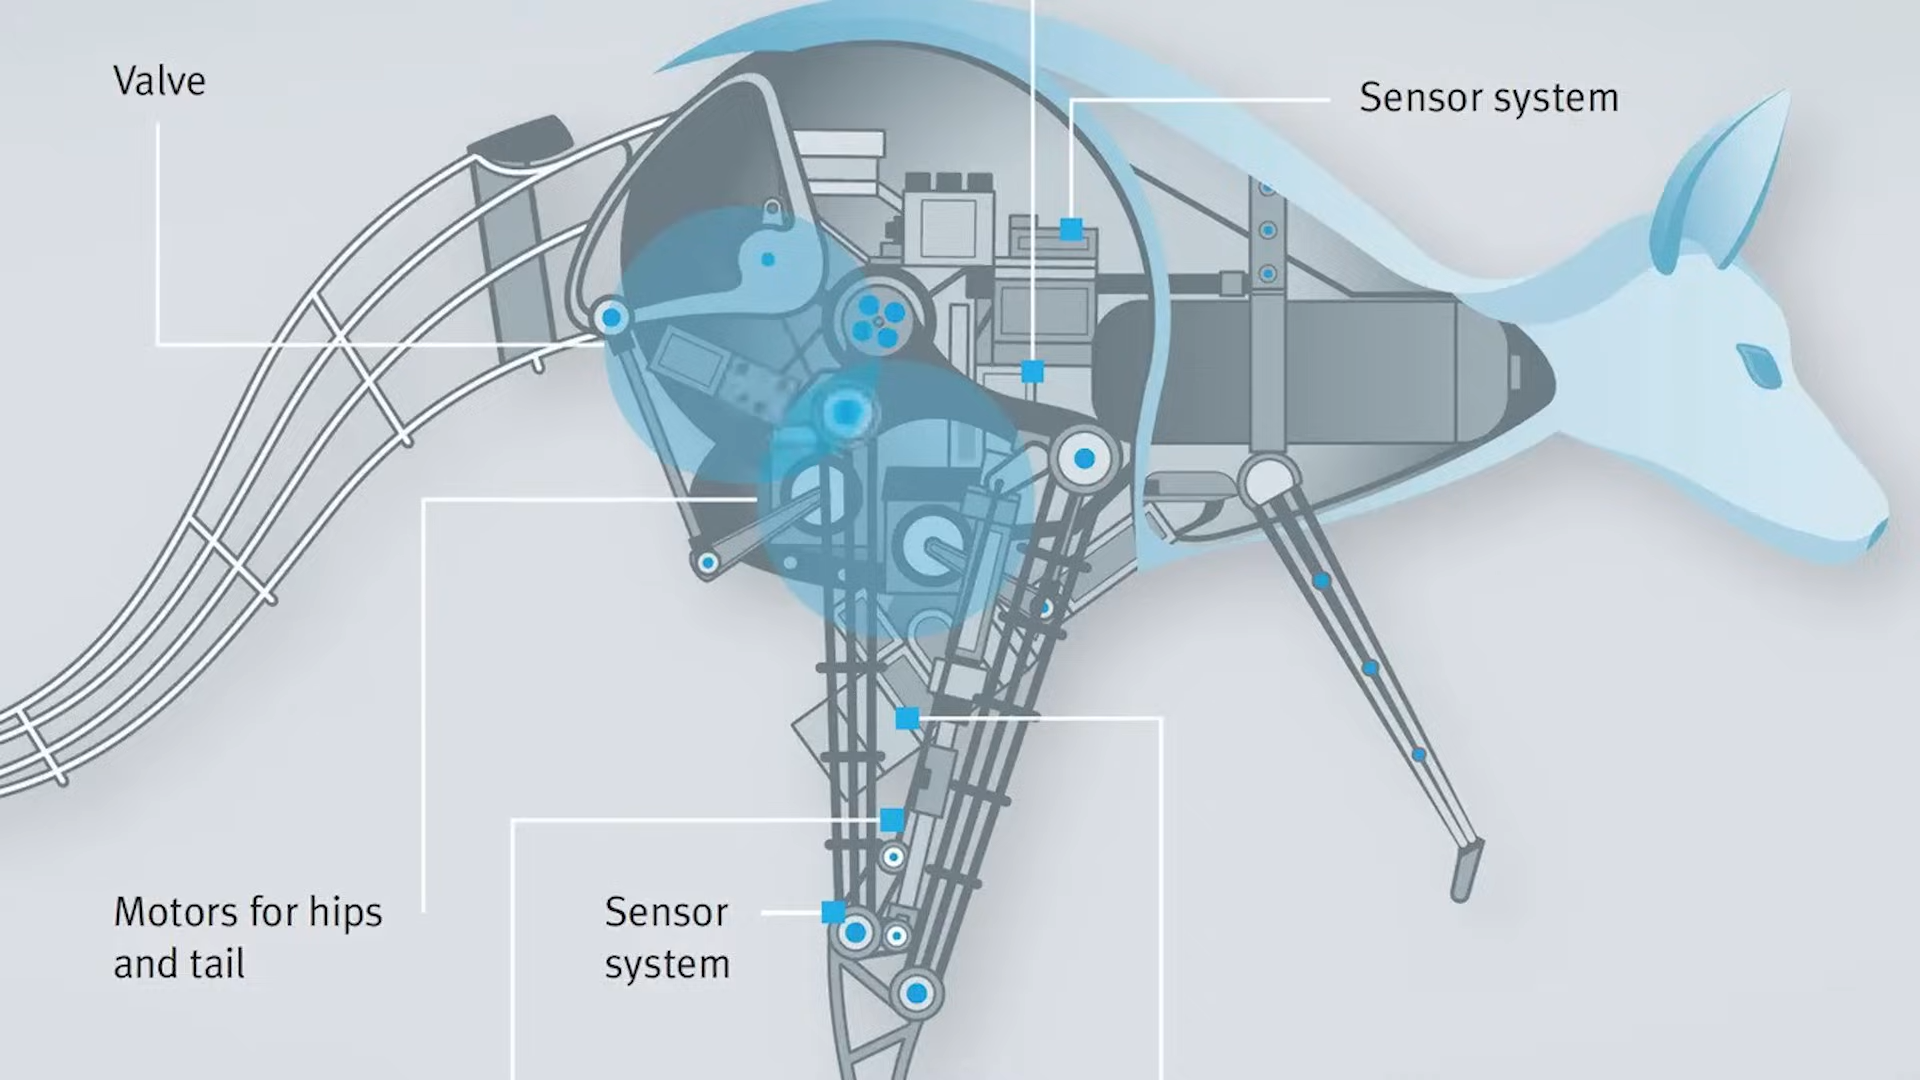 Valve
Sensor system
Motors for hips
and tail
Sensor
system